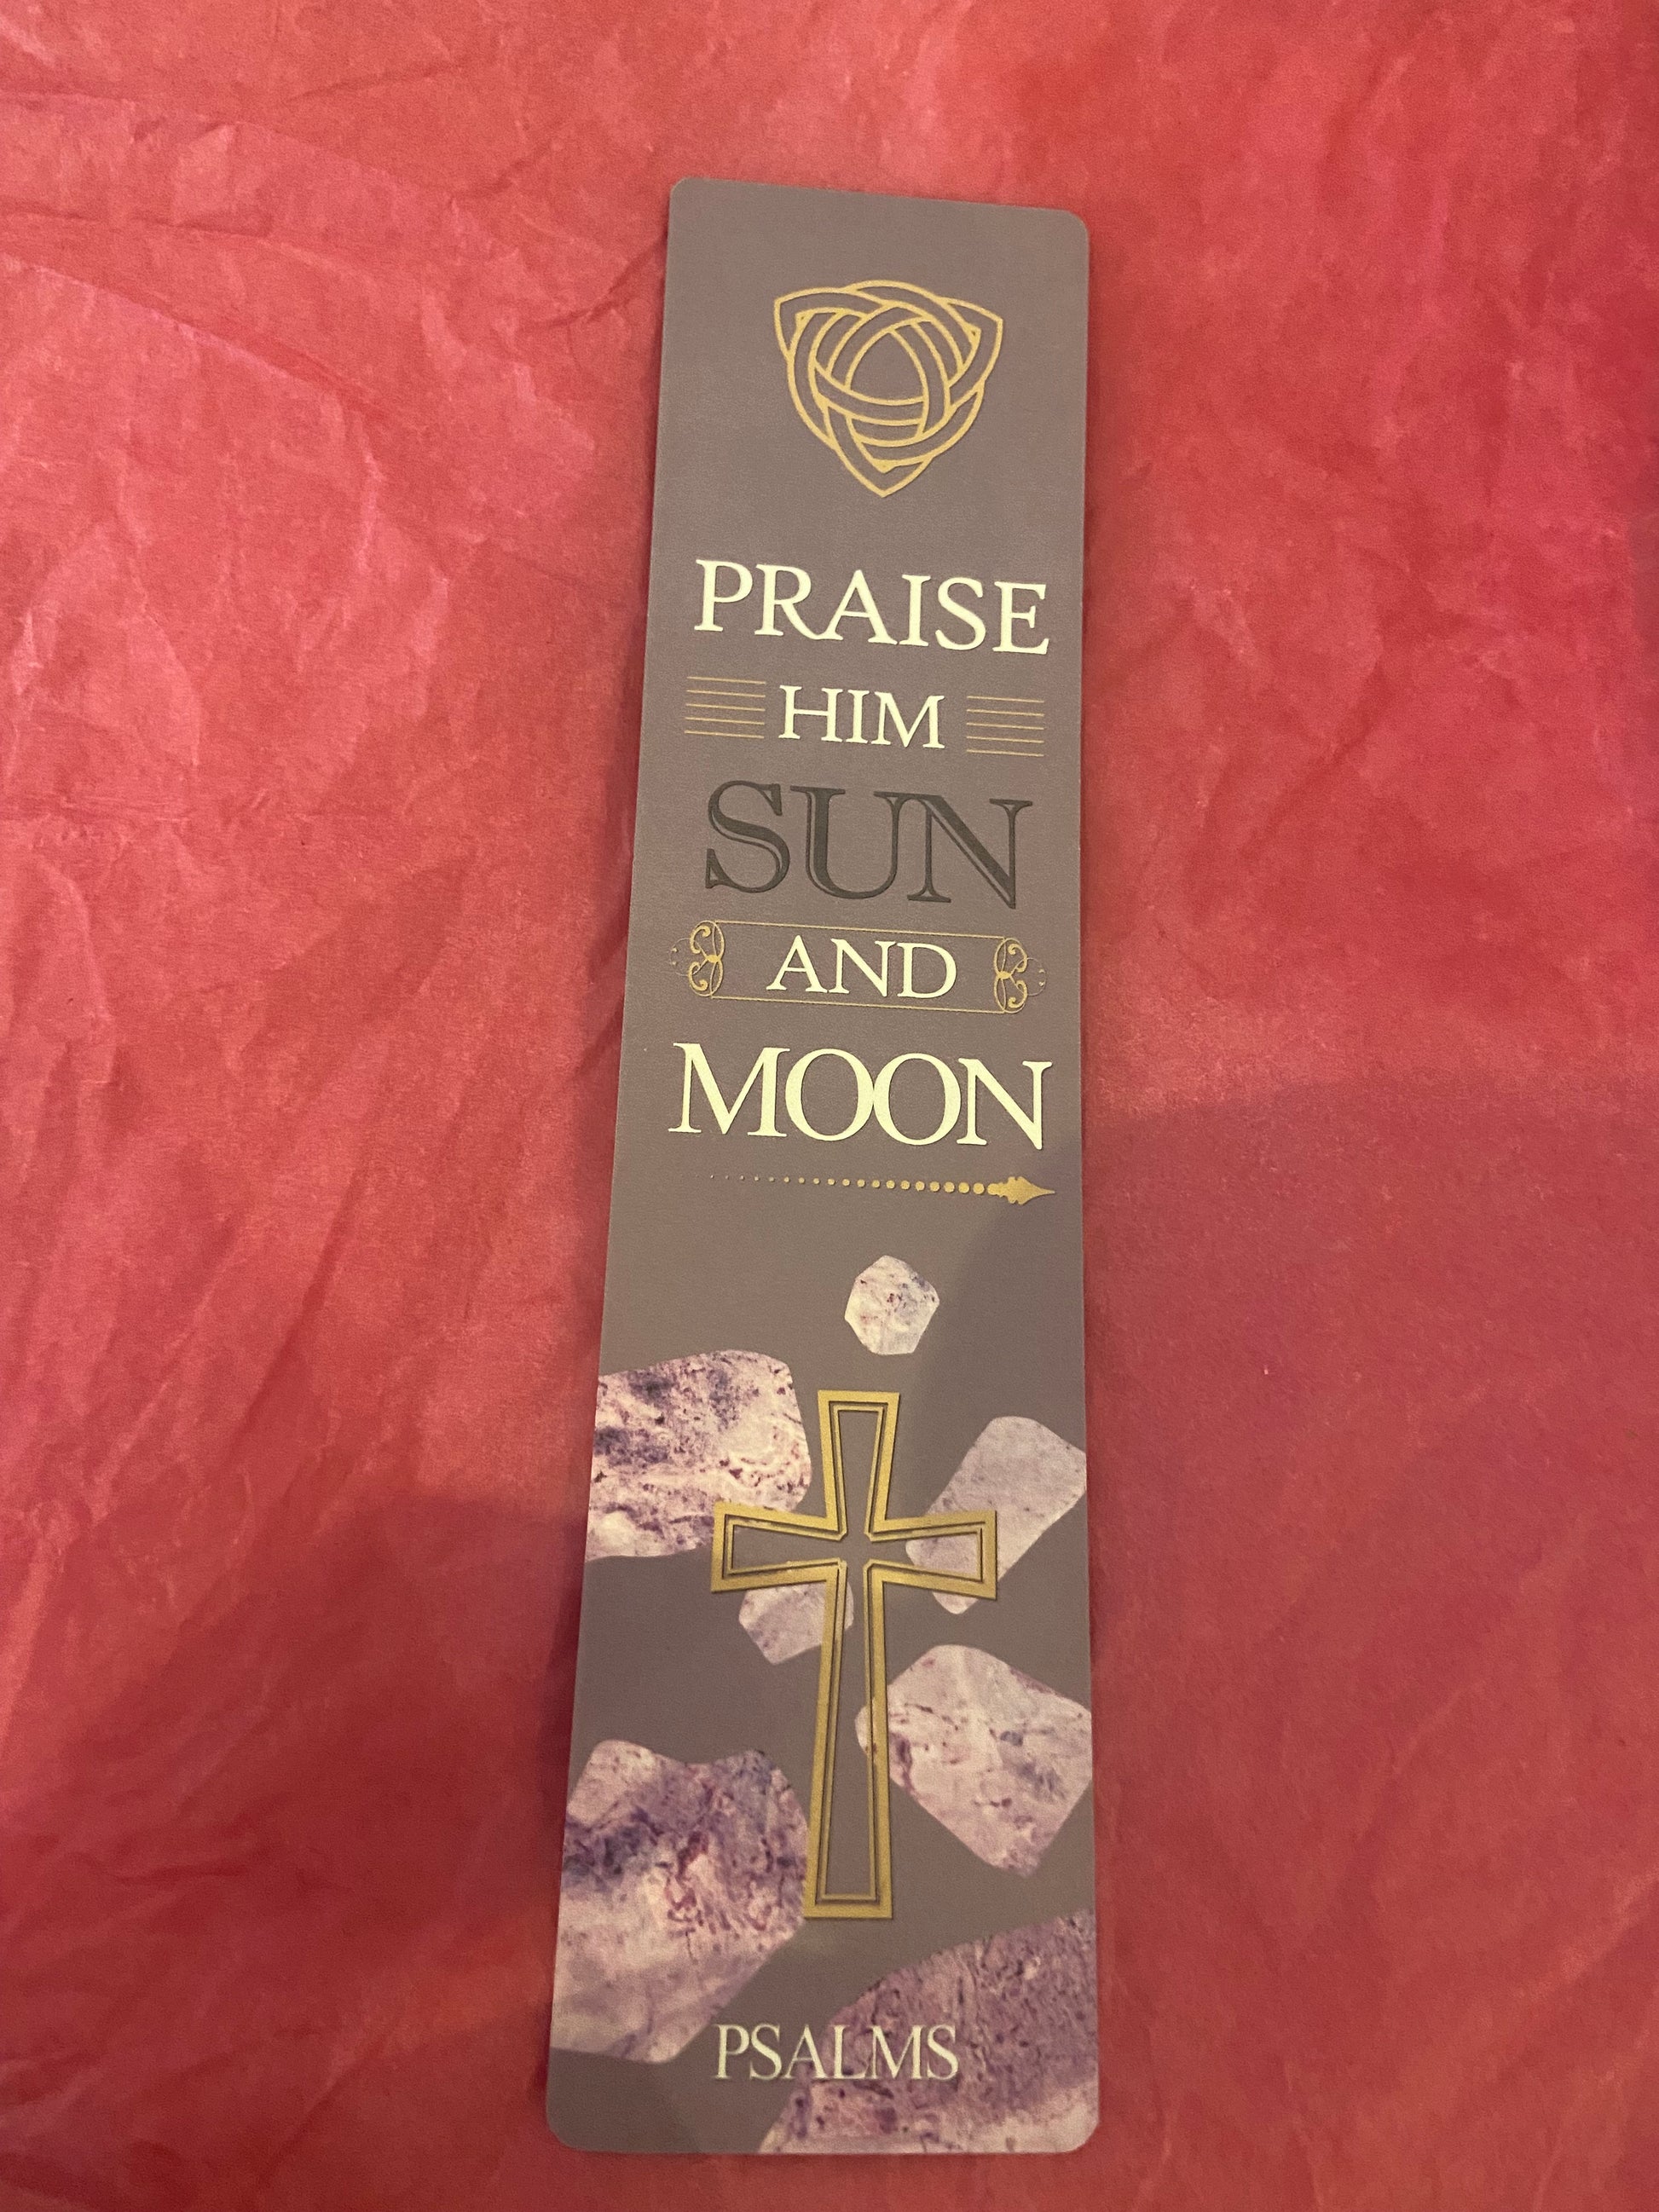 PRAISE
HIM
SUN
AND
MOON
PSALMS